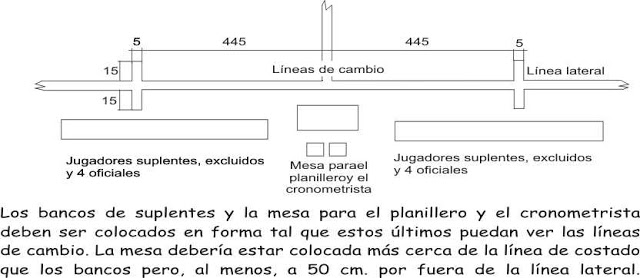 5 445 445 5
15 Líneas de cambio Línea lateral
15
Jugadores suplentes, excluidos
y 4 oficiales
Mesa parael
planilleroy el
cronometrista
Jugadores suplentes, excluidos
y 4 oficiales
Los bancos de suplentes y la mesa para el planillero y el cronometrista
deben ser colocados en forma tal que estos últimos puedan ver las líneas
de cambio. La mesa debería estar colocada más cerca de la línea de costado
que los bancos pero, al menos, a 50 cm. por fuera de la línea lateral